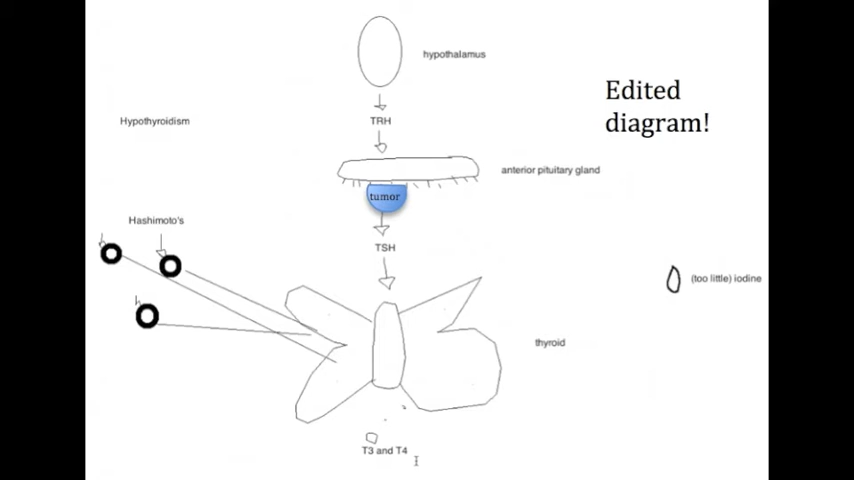 hypothalamus
Edited
diagram!
TRH
Hypothyroidism
anterior pituitary gland
tumor
Hashimoto's
TSH
(too little) iodine
thyroid
T3 and T4